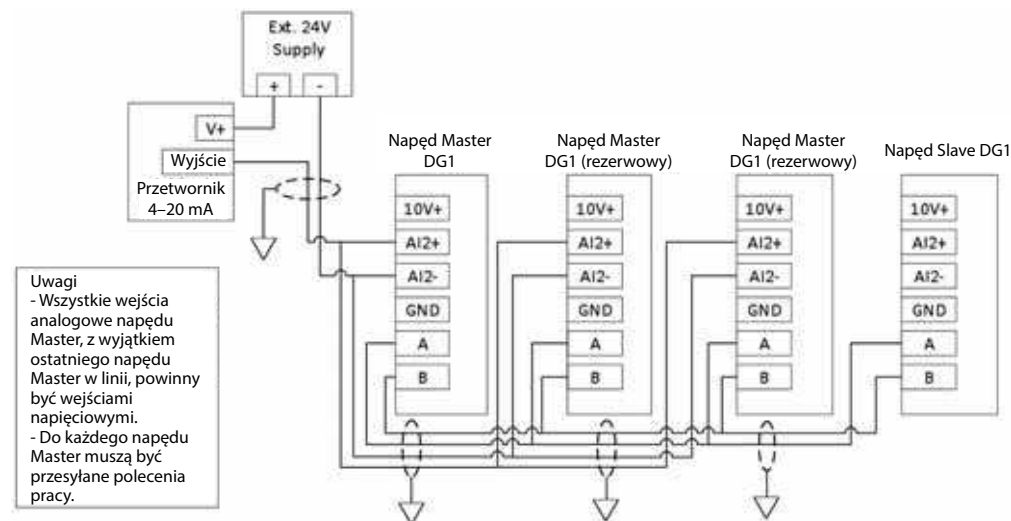 Ext. 24V
Supply
+ -
V+
Wyjście
Przetwornik
4–20 mA
Napęd Master
DG1
10V+
AI2+
AI2-
GND
A
B
Napęd Master
DG1 (rezerwowy)
10V+
AI2+
AI2-
GND
A
B
Napęd Master
DG1 (rezerwowy)
10V+
AI2+
AI2-
GND
A
B
Napęd Slave DG1
10V+
AI2+
AI2-
GND
A
B
Uwagi
- Wszystkie wejścia
analogowe napędu
Master, z wyjątkiem
ostatniego napędu
Master w linii, powinny
być wejściami
napięciowymi.
- Do każdego napędu
Master muszą być
przesyłane polecenia
pracy.